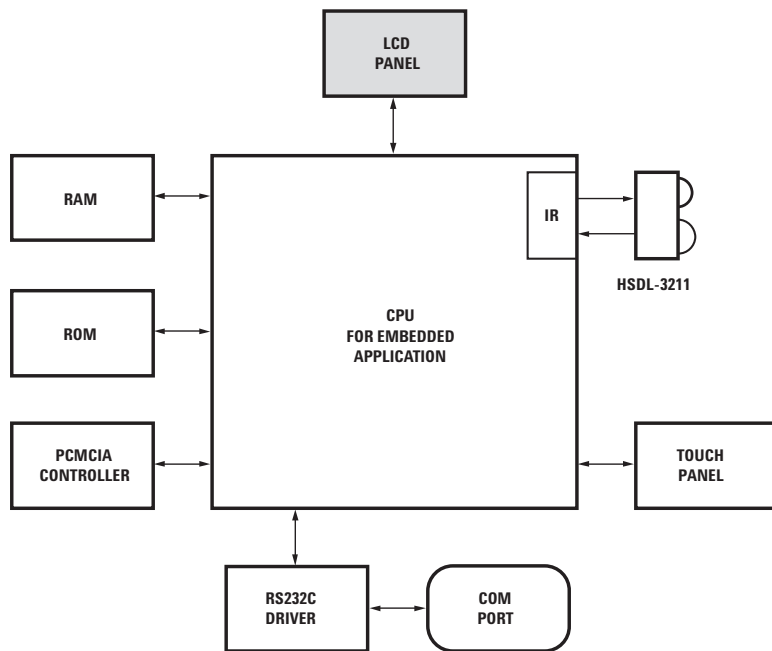 LCD
PANEL
RAM
IR
HSDL-3211
ROM
CPU
FOR EMBEDDED
APPLICATION
PCMCIA
CONTROLLER
TOUCH
PANEL
RS232C
DRIVER
COM
PORT